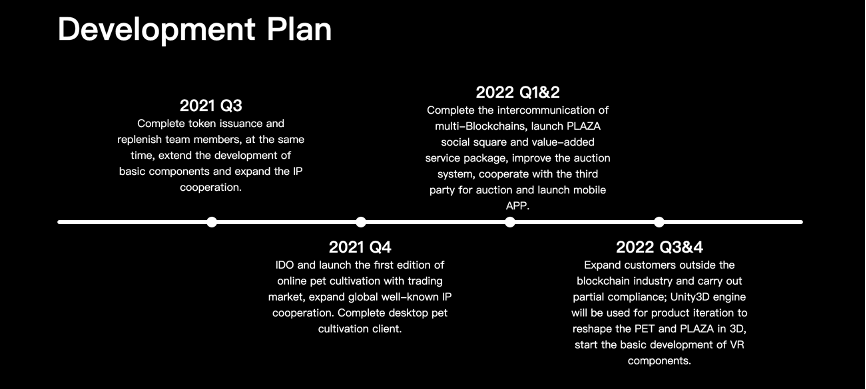 Development Plan
2021 Q3
Complete token issuance and
replenish team members, at the same
time, extend the development of
basic components and expand the IP
cooperation.
2022 Q1&2
Complete the intercommunication of
multi-Blockchains, launch PLAZA
social square and value-added
service package, improve the auction
system, cooperate with the third
party for auction and launch mobile
APP.
2021 Q4
IDO and launch the first edition of
online pet cultivation with trading
market, expand global well-known IP
cooperation. Complete desktop pet
cultivation client.
2022 Q3&4
Expand customers outside the
blockchain industry and carry out
partial compliance; Unity3D engine
will be used for product iteration to
reshape the PET and PLAZA in 3D,
start the basic development of VR
components.